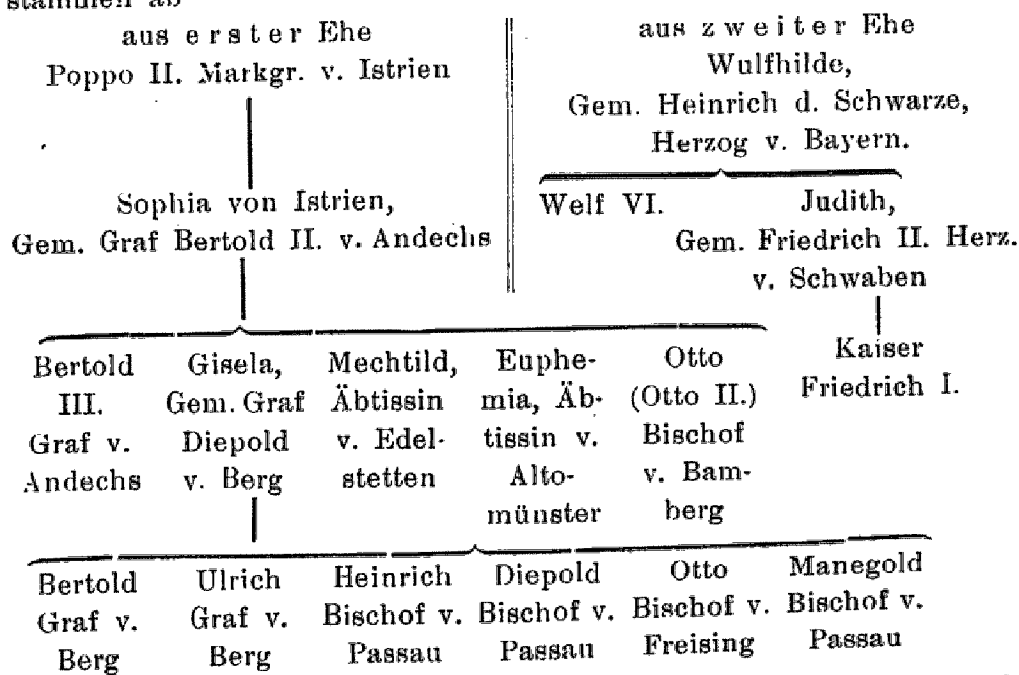 stammen ab
aus erster Ehe
Poppo II. Markgr. v. Istrien
aus zweiter Ehe
Wulfhilde,
Gem. Heinrich d. Schwarze,
Herzog v. Bayern.
Sophia von Istrien,
Gem. Graf Bertold II. v. Andechs
Welf VI.
Judith,
Gem. Friedrich II. Herz.
v. Schwaben
Bertold
III.
Graf v.
Andechs
Gisela,
Gem. Graf
Diepold
v. Berg
Mechtild,
Äbtissin
v. Edel-
stetten
Euphe-
mia, Äb-
tissin v.
Alto-
münster
Otto
(Otto II.)
Bischof
v. Bam-
berg
Kaiser
Friedrich I.
Bertold
Graf v.
Berg
Ulrich
Graf v.
Berg
Heinrich
Bischof v.
Passau
Diepold
Bischof v.
Passau
Otto
Bischof v.
Freising
Manegold
Bischof v.
Passau